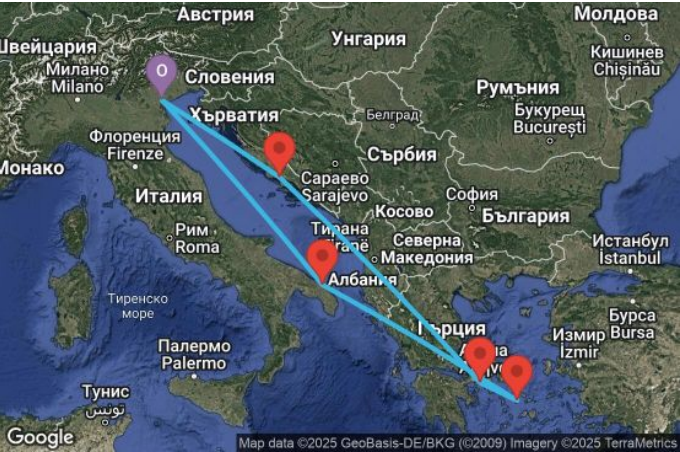 Австрия
Молдова
Унгария
Швейцария
Кишинев
Chișinău
Милано
Milano
O
Словения
Румъния
Хърватия
Букурещ
București
Белград
Флоренция
Firenze
Сърбия
Монако
Сараево
Sarajevo
Италия
София
Косово
България
Рим
Roma
Тирана
Северна
Македония
Истанбул
İstanbul
Албания
Тиренско
море
Бурса
Bursa
Гърция
Измир
İzmir
Палермо
Palermo
Тунис
تونس
Google
Map data ©2025 GeoBasis-DE/BKG (©2009) Imagery ©2025 TerraMetrics